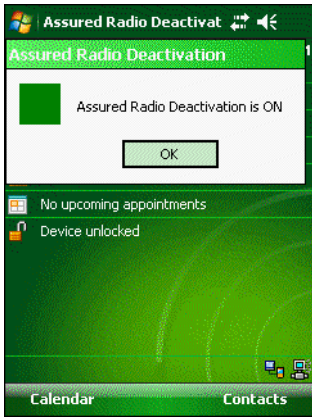 Assured Radio Deactivat
Assured Radio Deactivation
1
Assured Radio Deactivation is ON
OK
No upcoming appointments
Device unlocked
Calendar Contacts